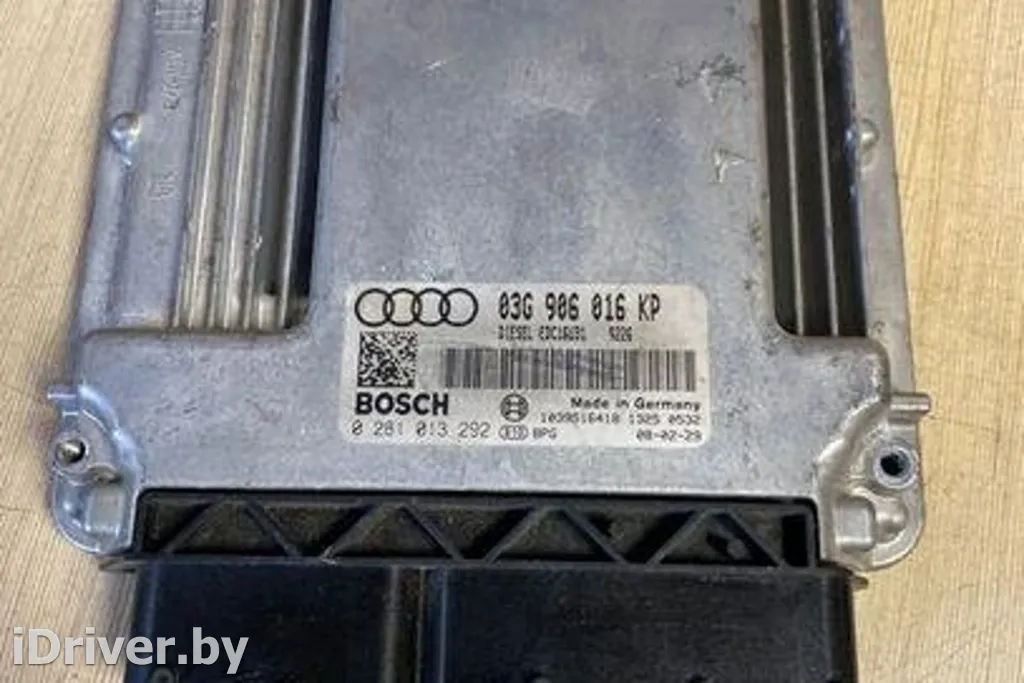 03G 906 016 KP
DIESEL EDC16U31 9226
BOSCH
Made in Germany
1039S16418 1325 0532
0 281 013 292 BPG 08-02-29
iDriver.by